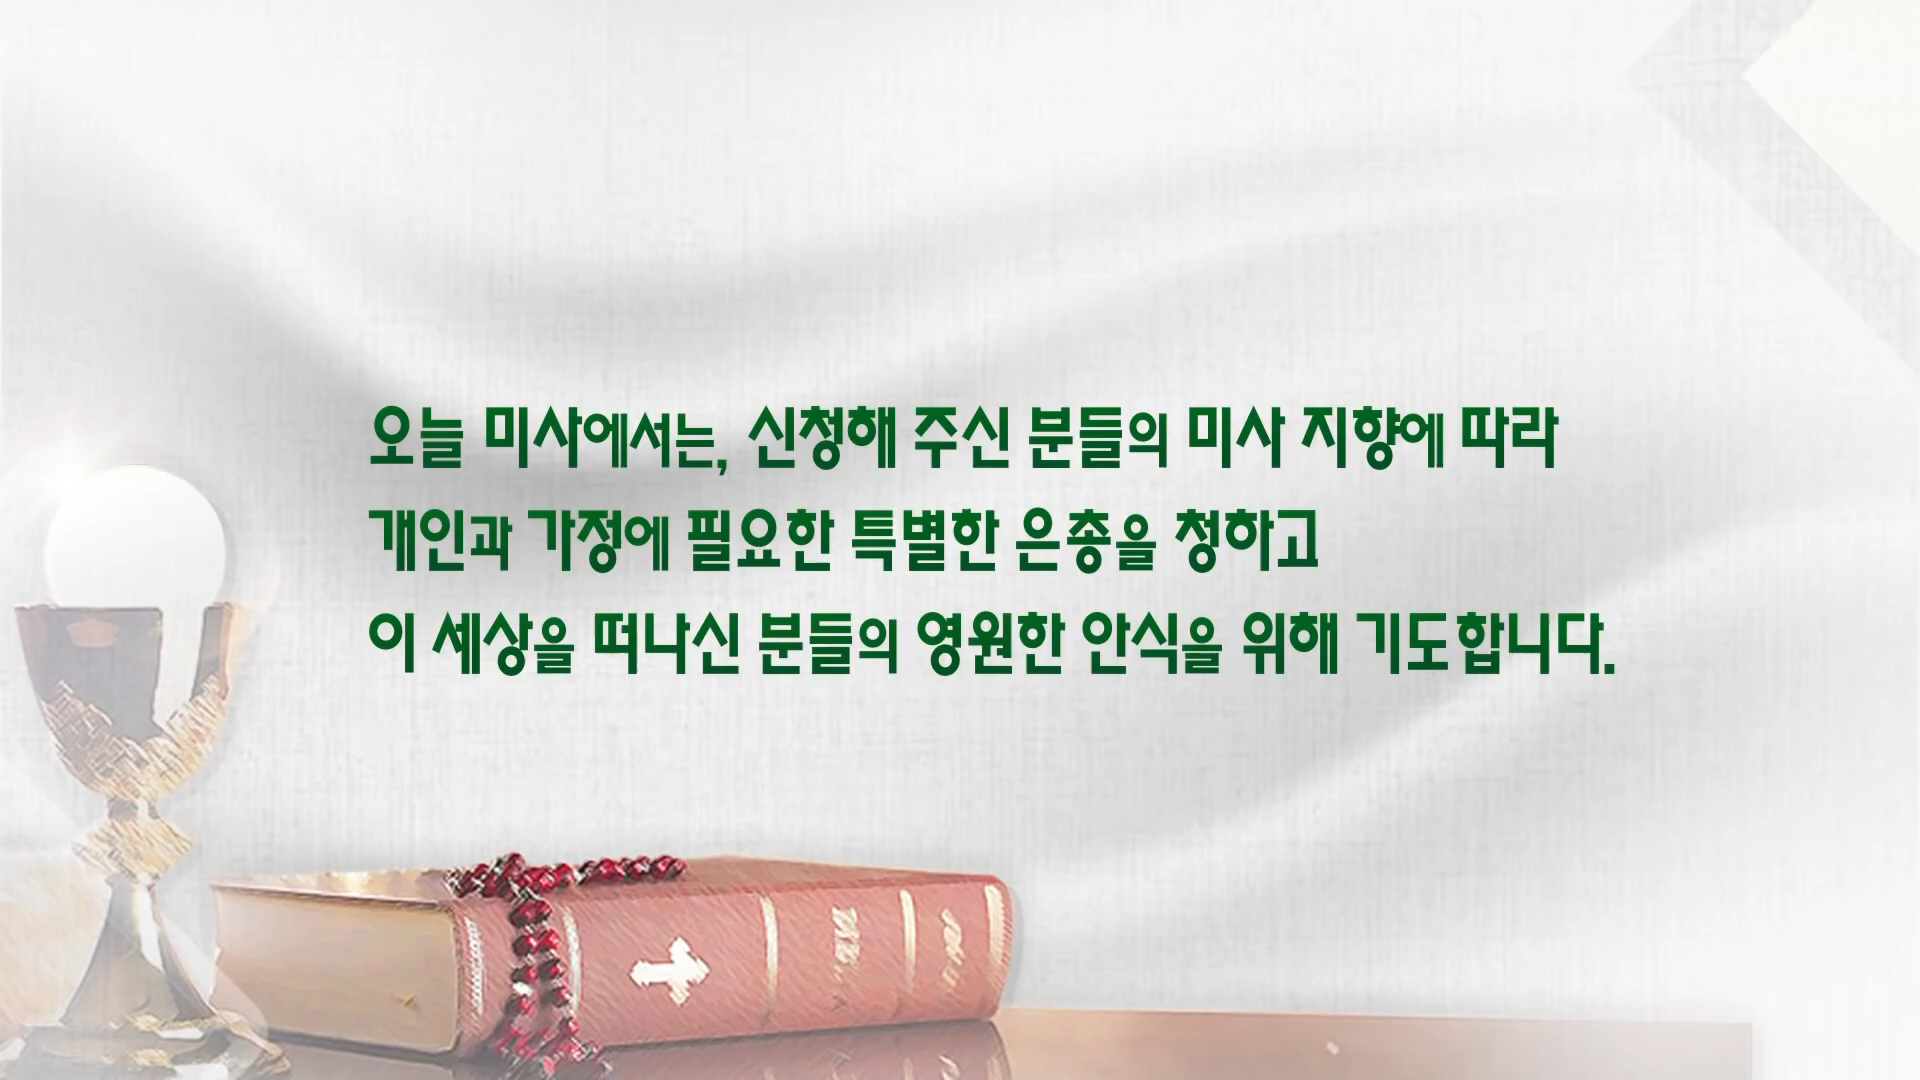 오늘 미사에서는, 신청해 주신 분들의 미사 지향에 따라
개인과 가정에 필요한 특별한 은총을 청하고
이 세상을 떠나신 분들의 영원한 안식을 위해 기도합니다.